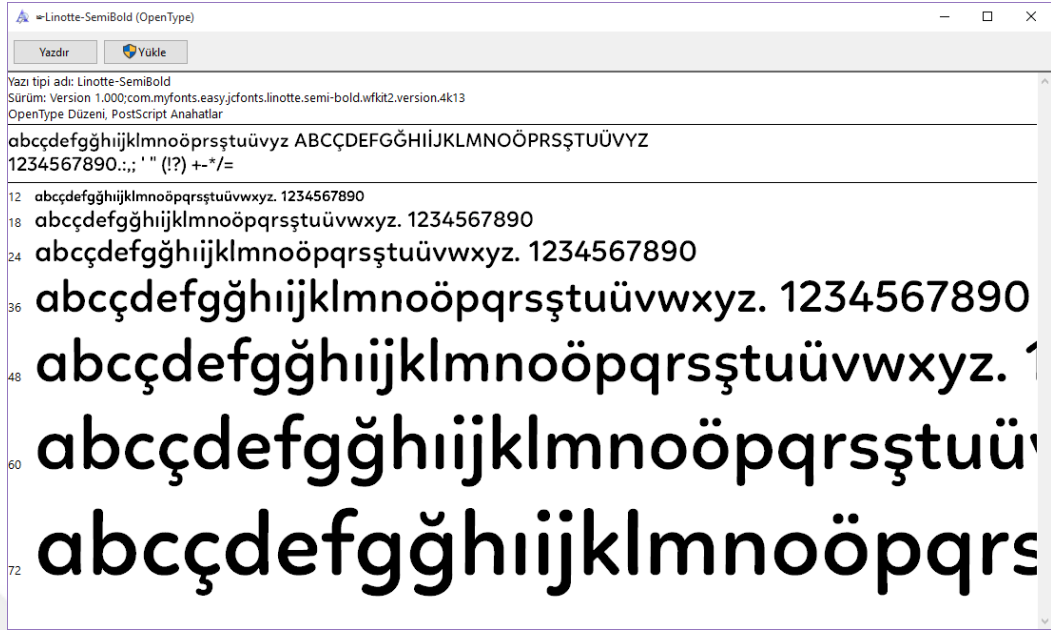 Linotte-SemiBold (OpenType)
Yazdır Yükle
Yazı tipi adı: Linotte-SemiBold
Sürüm: Version 1.000;com.myfonts.easy.jcfonts.linotte.semi-bold.wfkit2.version.4k13
OpenType Düzeni, PostScript Anahatlar
abcçdefgğhıijklmnoöprsştuüvyz ABCÇDEFGĞHIİJKLMNOÖPRSŞTUÜVYZ
1234567890.:,; ' " (!?) +-*/=
12 abcçdefgğhıijklmnoöpqrsştuüvwxyz. 1234567890
18 abcçdefgğhıijklmnoöpqrsştuüvwxyz. 1234567890
24 abcçdefgğhıijklmnoöpqrsştuüvwxyz. 1234567890
36 abcçdefgğhıijklmnoöpqrsştuüvwxyz. 1234567890
48 abcçdefgğhıijklmnoöpqrsştuüvwxyz. 1
60 abcçdefgğhıijklmnoöpqrsştuüv
72 abcçdefgğhıijklmnoöpqrs